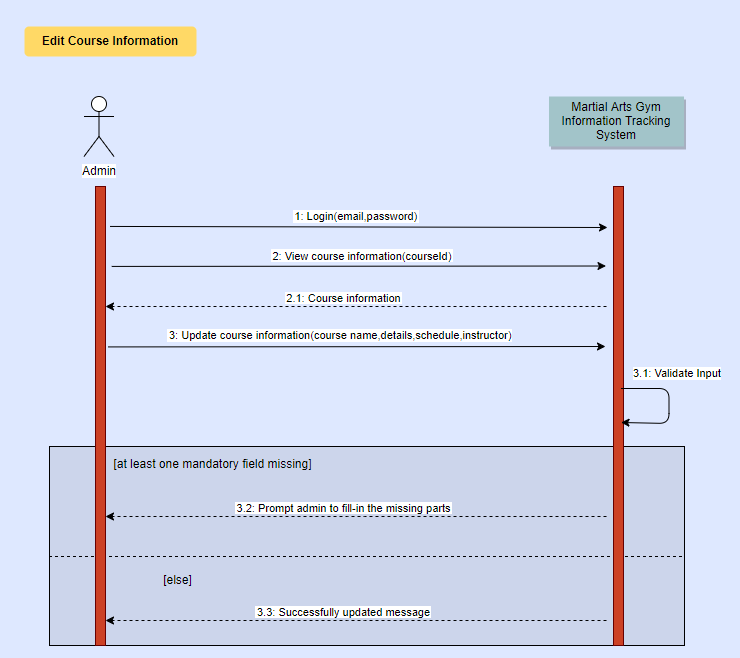 Edit Course Information
Martial Arts Gym
Information Tracking
System
Admin
1: Login(email,password)
2: View course information(courseId)
2.1: Course information
3: Update course information(course name,details,schedule,instructor)
3.1: Validate Input
[at least one mandatory field missing]
3.2: Prompt admin to fill-in the missing parts
[else]
3.3: Successfully updated message